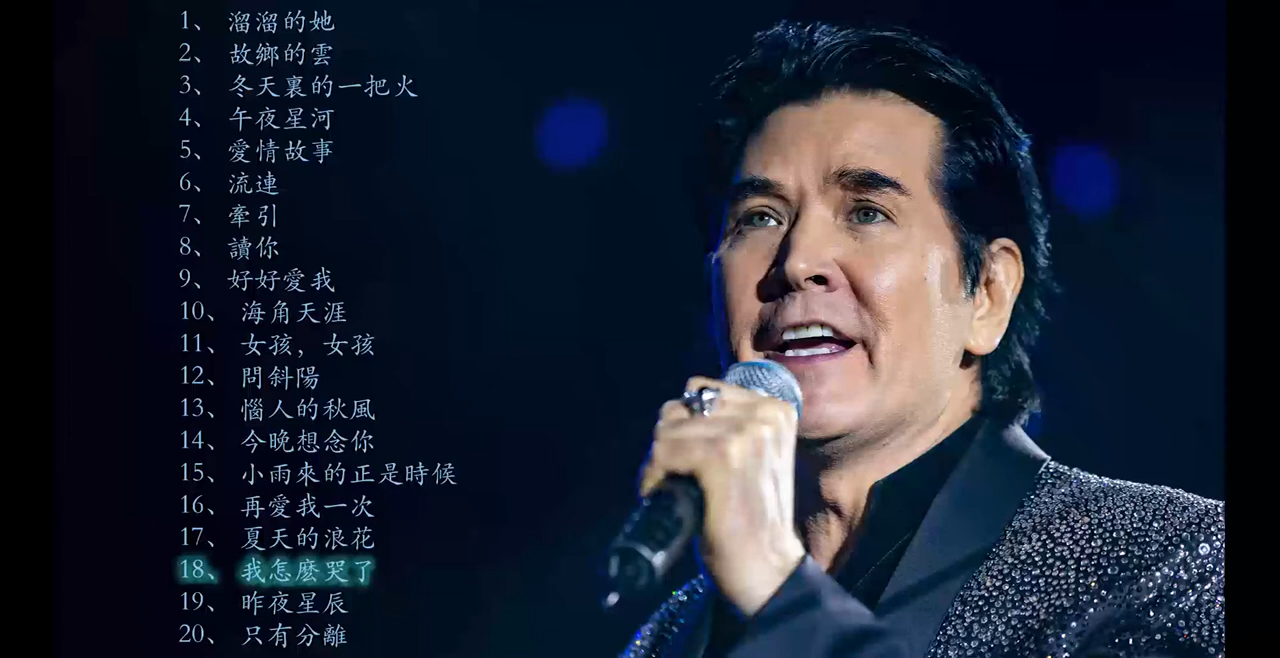 1、 溜溜的她
2、 故鄉的雲
3、 冬天裏的一把火
4、 午夜星河
5、 愛情故事
6、 流連
7、 牽引
8、 讀你
9、 好好愛我
10、 海角天涯
11、 女孩，女孩
12、 問斜陽
13、 惱人的秋風
14、 今晚想念你
15、 小雨來的正是時候
16、 再愛我一次
17、 夏天的浪花
18、 我怎麼哭了
19、 昨夜星辰
20、 只有分離